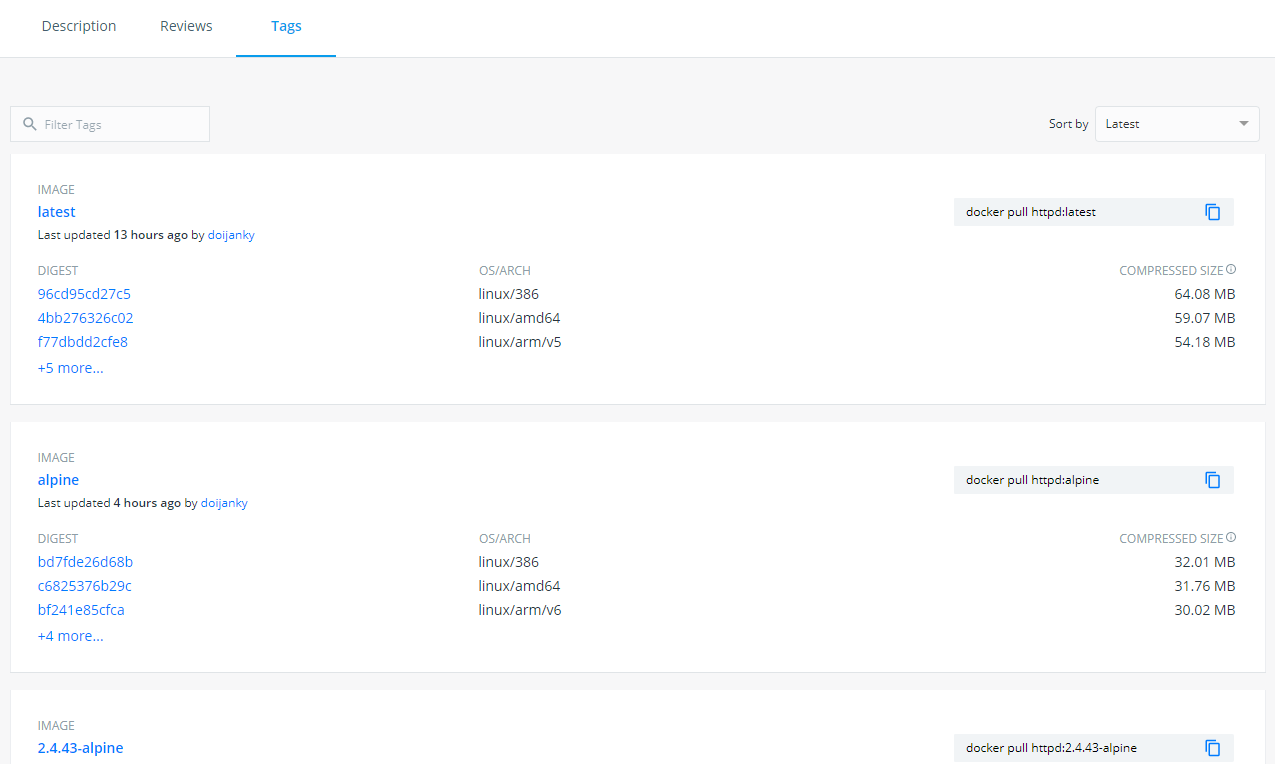 Description Reviews Tags
Filter Tags Sort by Latest
IMAGE
latest docker pull httpd:latest
Last updated 13 hours ago by doijanky
DIGEST OS/ARCH COMPRESSED SIZE
96cd95cd27c5 linux/386 64.08 MB
4bb276326c02 linux/amd64 59.07 MB
f77dbdd2cfe8 linux/arm/v5 54.18 MB
+5 more...
IMAGE
alpine docker pull httpd:alpine
Last updated 4 hours ago by doijanky
DIGEST OS/ARCH COMPRESSED SIZE
bd7fde26d68b linux/386 32.01 MB
c6825376b29c linux/amd64 31.76 MB
bf241e85cfca linux/arm/v6 30.02 MB
+4 more...
IMAGE
2.4.43-alpine docker pull httpd:2.4.43-alpine